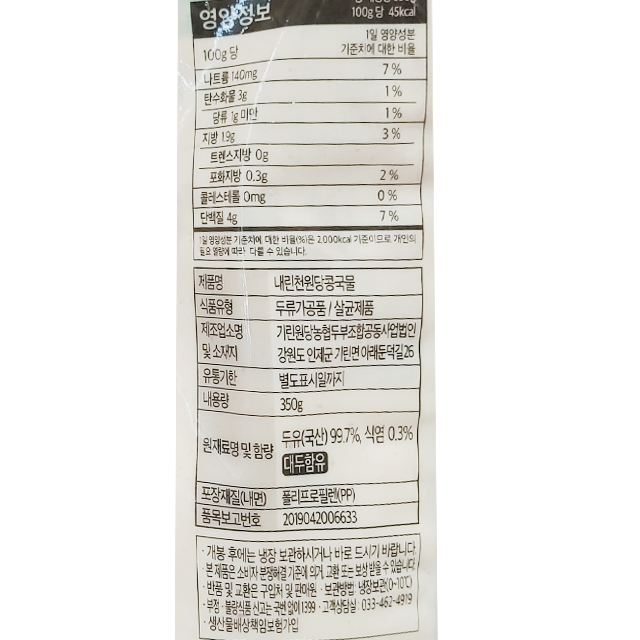 영양정보
100g 당 45kcal
100g 당
1일 영양성분
기준치에 대한 비율
나트륨 140mg 7 %
탄수화물 3g 1 %
당류 1g 미만 1 %
지방 1.9g 3 %
트랜스지방 0g
포화지방 0.3g 2 %
콜레스테롤 0mg 0 %
단백질 4g 7 %
1일 영양성분 기준치에 대한 비율(%)은 2,000kcal 기준이므로 개인의
필요 열량에 따라 다를 수 있습니다.
제품명 내린천원당콩국물
식품유형 두류가공품 / 살균제품
제조업소명 기린원당농협두부조합공동사업법인
및 소재지 강원도 인제군 기린면 아래둔덕길26
유통기한 별도표시일까지
내용량 350g
원재료명 및 함량 두유(국산) 99.7%, 식염 0.3%
대두함유
포장재질(내면) 폴리프로필렌(PP)
품목보고번호 2019042006633
· 개봉 후에는 냉장 보관하시거나 바로 드시기 바랍니다.
· 본 제품은 소비자 분쟁해결 기준에 의거, 교환 또는 보상 받을 수 있습니다.
· 반품 및 교환은 구입처 및 판매원 · 보관방법: 냉장보관(0~10℃)
· 부정·불량식품 신고는 국번 없이 1399 · 고객상담실 : 033-462-4919
· 생산물배상책임보험가입